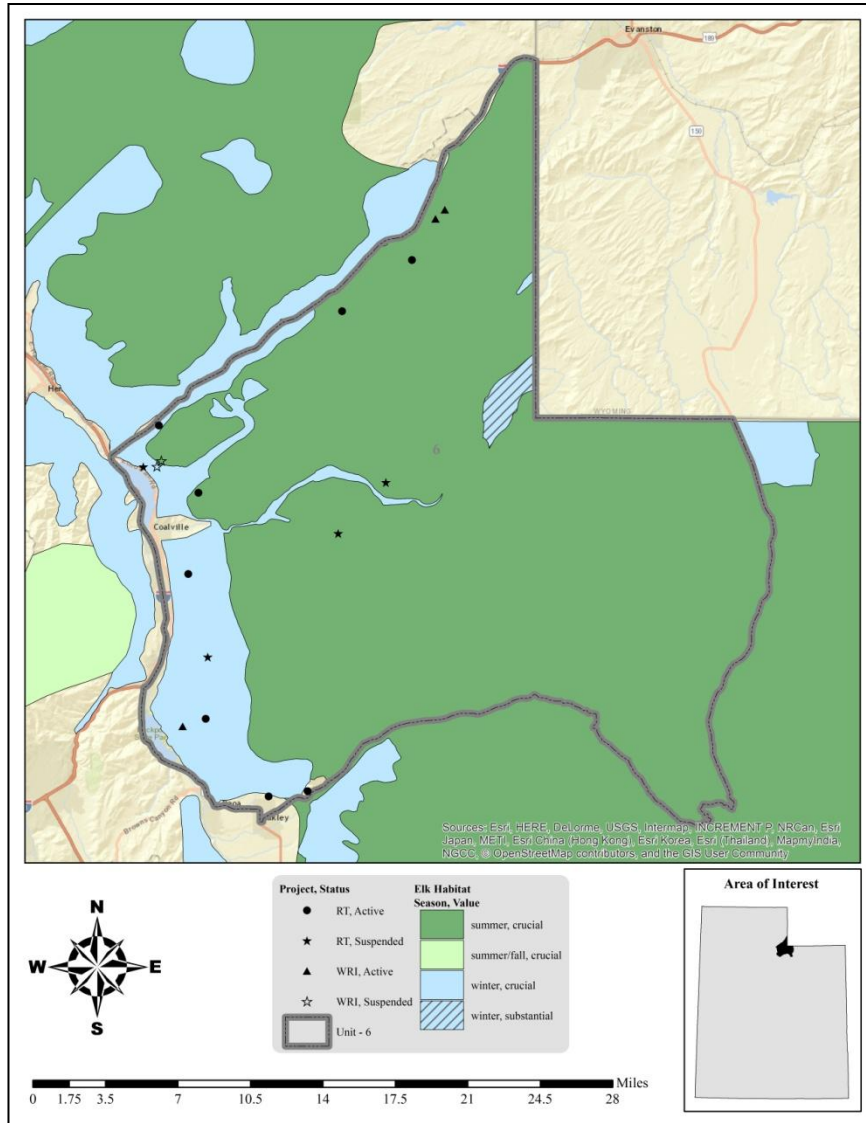 Evanston
189
150
Her
WYOMING
6
Coalville
Oakley
Sources: Esri, HERE, DeLorme, USGS, Intermap, INCREMENT P, NRCan, Esri
Japan, METI, Esri China (Hong Kong), Esri Korea, Esri (Thailand), MapmyIndia,
NGCC, © OpenStreetMap contributors, and the GIS User Community
N
W E
S
Project, Status
RT, Active
RT, Suspended
WRI, Active
WRI, Suspended
Unit - 6
Elk Habitat
Season, Value
summer, crucial
summer/fall, crucial
winter, crucial
winter, substantial
Area of Interest
Miles
0 1.75 3.5 7 10.5 14 17.5 21 24.5 28